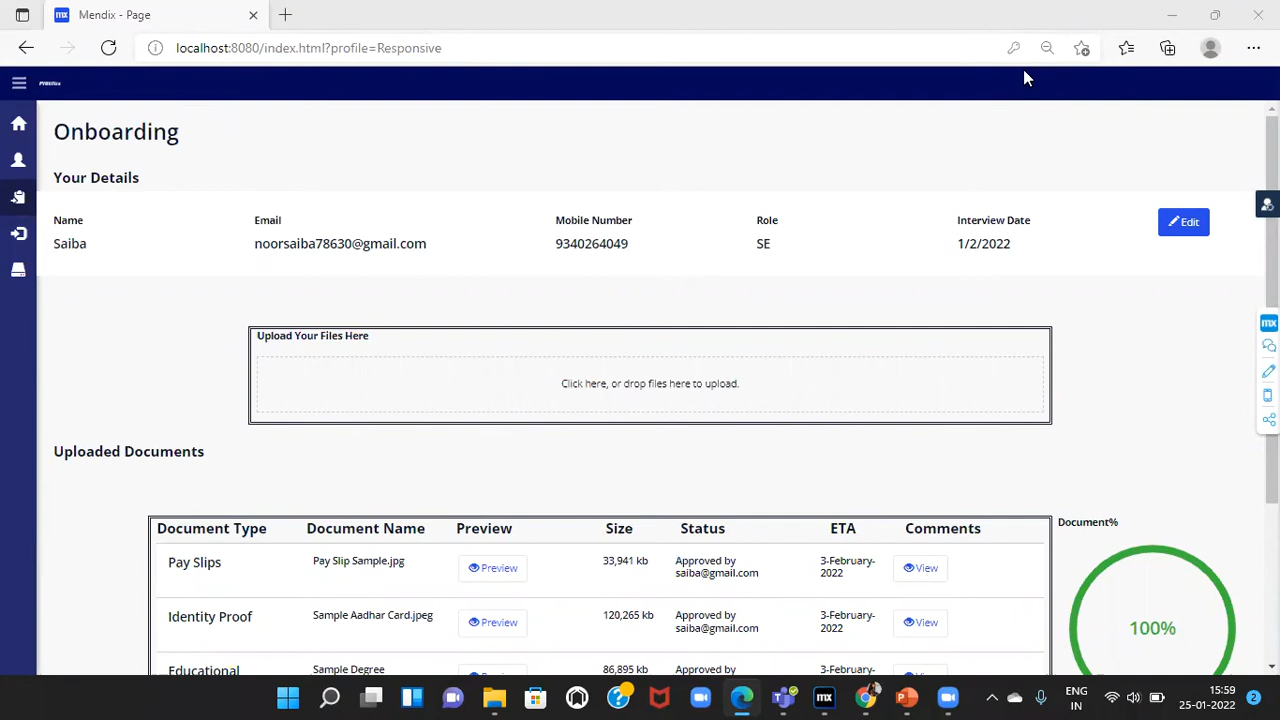 mx Mendix - Page
localhost:8080/index.html?profile=Responsive
Onboarding
Your Details
Name Email Mobile Number Role Interview Date
Saiba noorsaiba78630@gmail.com 9340264049 SE 1/2/2022
Edit
Upload Your Files Here
Click here, or drop files here to upload.
Uploaded Documents
Document Type Document Name Preview Size Status ETA Comments
Document%
Pay Slips Pay Slip Sample.jpg Preview 33,941 kb Approved by 3-February- View
saiba@gmail.com 2022
Identity Proof Sample Aadhar Card.jpeg Preview 120,265 kb Approved by 3-February- View
saiba@gmail.com 2022
100%
Educational Sample Degree 86,895 kb Approved by 3-February-
mx
mx
ENG
IN
15:59
25-01-2022
2